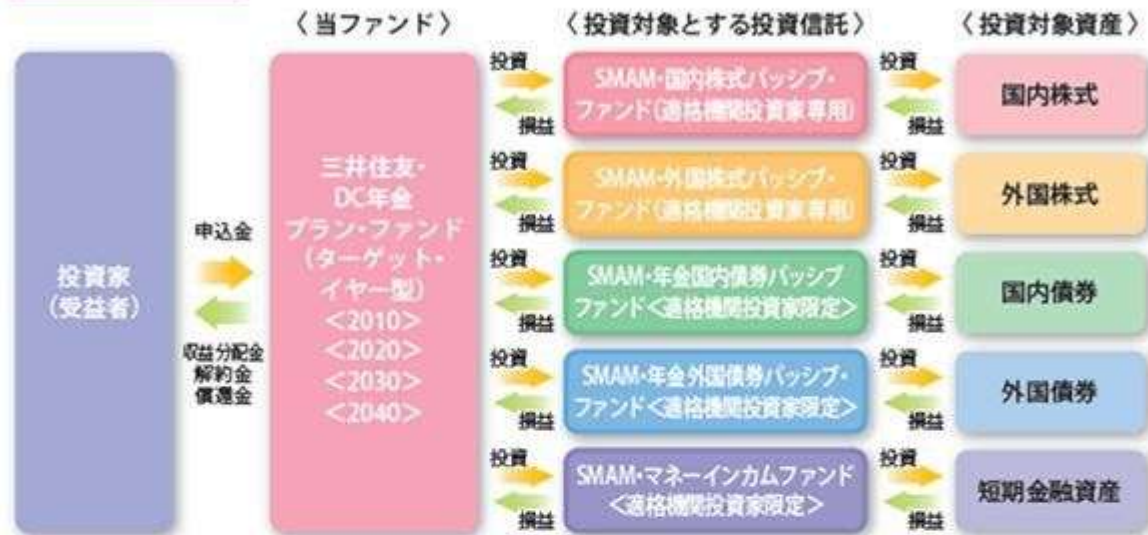 〈当ファンド〉
〈投資対象とする投資信託〉
〈投資対象資産〉
投資家
(受益者)
申込金
収益分配金
解約金
償還金
三井住友・
DC年金
プラン・ファンド
(ターゲット・
イヤー型)
<2010>
<2020>
<2030>
<2040>
投資
損益
SMAM・国内株式パッシブ・
ファンド(適格機関投資家専用)
投資
損益
国内株式
投資
損益
SMAM・外国株式パッシブ・
ファンド(適格機関投資家専用)
投資
損益
外国株式
投資
損益
SMAM・年金国内債券パッシブ
ファンド<適格機関投資家限定>
投資
損益
国内債券
投資
損益
SMAM・年金外国債券パッシブ・
ファンド<適格機関投資家限定>
投資
損益
外国債券
投資
損益
SMAM・マネーインカムファンド
<適格機関投資家限定>
投資
損益
短期金融資産